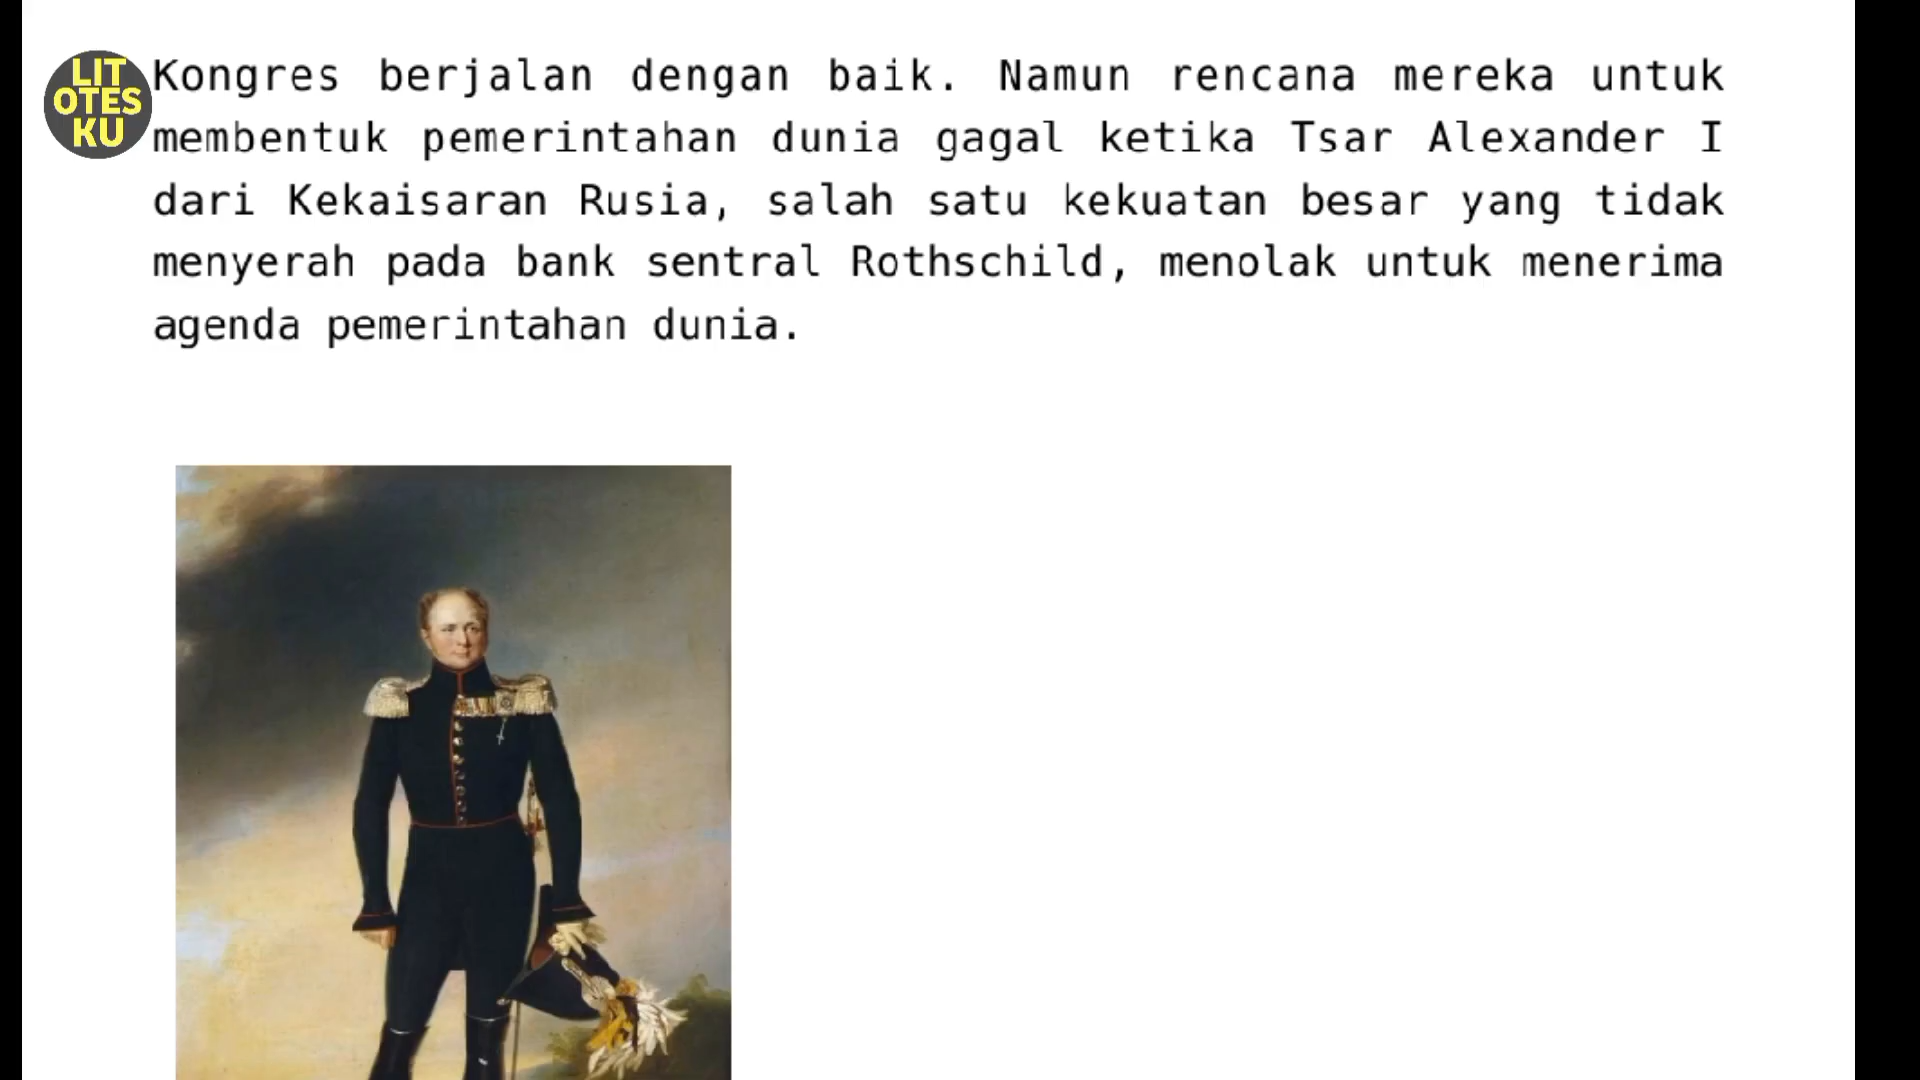 LIT
OTES
KU
Kongres berjalan dengan baik. Namun rencana mereka untuk
membentuk pemerintahan dunia gagal ketika Tsar Alexander I
dari Kekaisaran Rusia, salah satu kekuatan besar yang tidak
menyerah pada bank sentral Rothschild, menolak untuk menerima
agenda pemerintahan dunia.